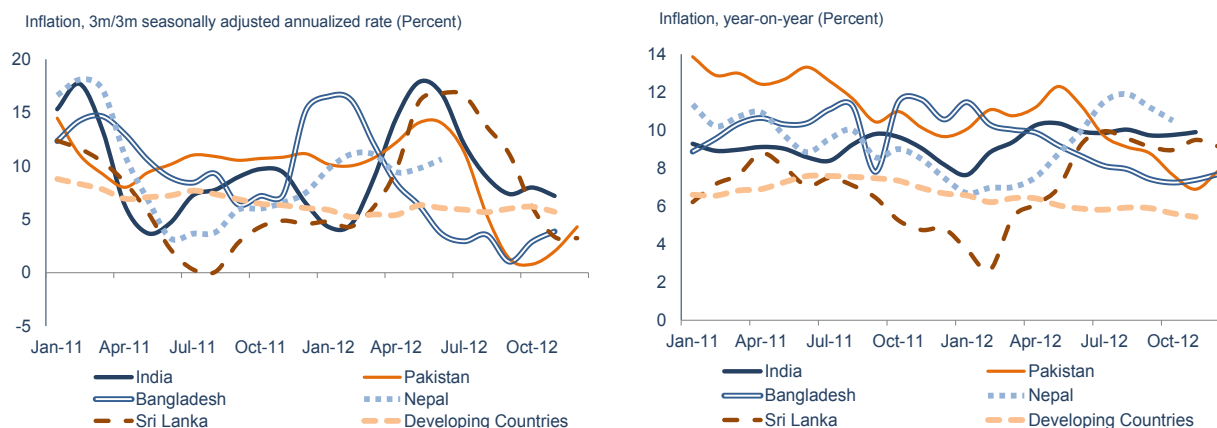 Inflation, 3m/3m seasonally adjusted annualized rate (Percent)
20
15
10
5
0
-5
Jan-11 Apr-11 Jul-11 Oct-11 Jan-12 Apr-12 Jul-12 Oct-12
India Pakistan
Bangladesh Nepal
Sri Lanka Developing Countries
Inflation, year-on-year (Percent)
14
12
10
8
6
4
2
0
Jan-11 Apr-11 Jul-11 Oct-11 Jan-12 Apr-12 Jul-12 Oct-12
India Pakistan
Bangladesh Nepal
Sri Lanka Developing Countries